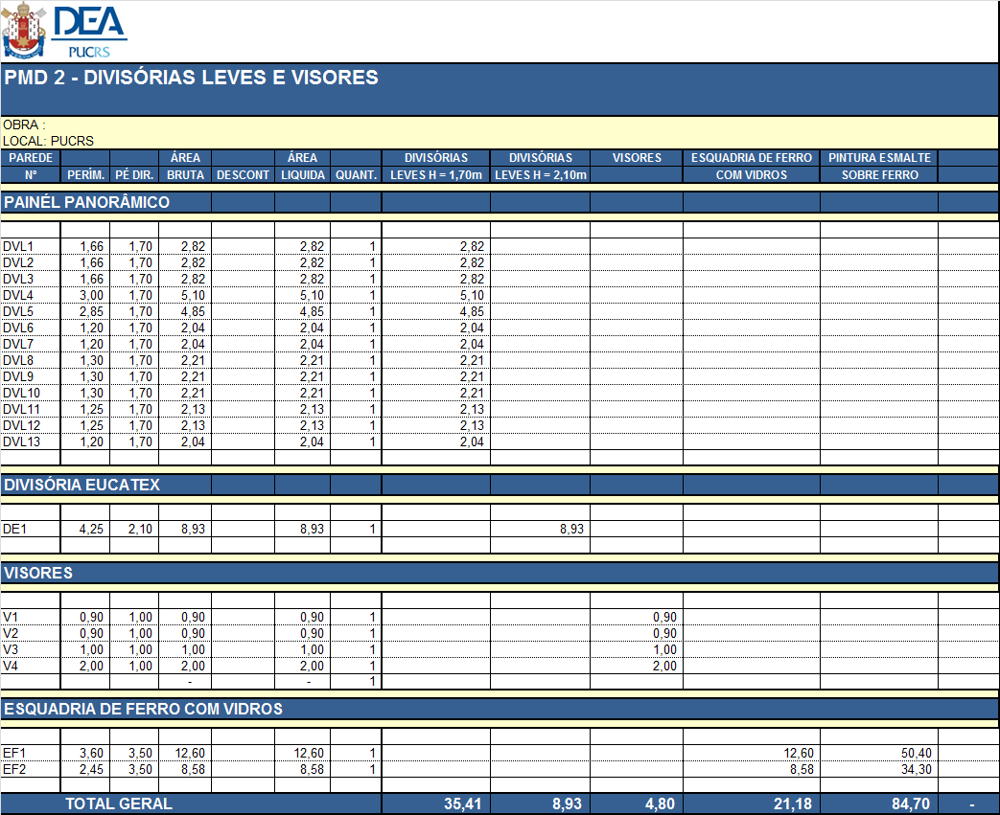 DEA
PUCRS
PMD 2 - DIVISÓRIAS LEVES E VISORES
OBRA :
LOCAL: PUCRS
PAREDE ÁREA ÁREA DIVISÓRIAS DIVISÓRIAS VISORES ESQUADRIA DE FERRO PINTURA ESMALTE
Nº PERÍM. PÉ DIR. BRUTA DESCONT LIQUIDA QUANT. LEVES H = 1,70m LEVES H = 2,10m COM VIDROS SOBRE FERRO
PAINÉL PANORÂMICO
DVL1 1,66 1,70 2,82 2,82 1 2,82
DVL2 1,66 1,70 2,82 2,82 1 2,82
DVL3 1,66 1,70 2,82 2,82 1 2,82
DVL4 3,00 1,70 5,10 5,10 1 5,10
DVL5 2,85 1,70 4,85 4,85 1 4,85
DVL6 1,20 1,70 2,04 2,04 1 2,04
DVL7 1,20 1,70 2,04 2,04 1 2,04
DVL8 1,30 1,70 2,21 2,21 1 2,21
DVL9 1,30 1,70 2,21 2,21 1 2,21
DVL10 1,30 1,70 2,21 2,21 1 2,21
DVL11 1,25 1,70 2,13 2,13 1 2,13
DVL12 1,25 1,70 2,13 2,13 1 2,13
DVL13 1,20 1,70 2,04 2,04 1 2,04
DIVISÓRIA EUCATEX
DE1 4,25 2,10 8,93 8,93 1 8,93
VISORES
V1 0,90 1,00 0,90 0,90 1 0,90
V2 0,90 1,00 0,90 0,90 1 0,90
V3 1,00 1,00 1,00 1,00 1 1,00
V4 2,00 1,00 2,00 2,00 1 2,00
- - 1
ESQUADRIA DE FERRO COM VIDROS
EF1 3,60 3,50 12,60 12,60 1 12,60 50,40
EF2 2,45 3,50 8,58 8,58 1 8,58 34,30
TOTAL GERAL 35,41 8,93 4,80 21,18 84,70 -